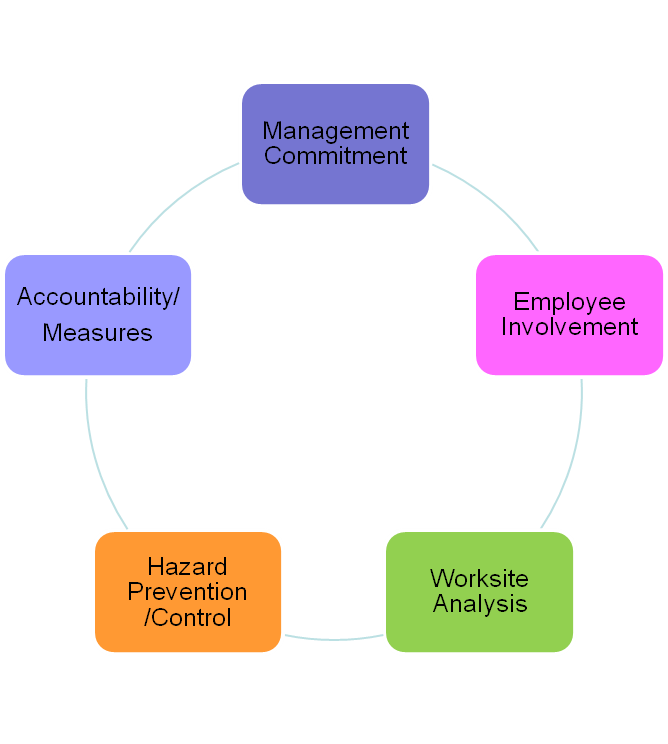 Management
Commitment
Employee
Involvement
Worksite
Analysis
Hazard
Prevention
/Control
Accountability/
Measures